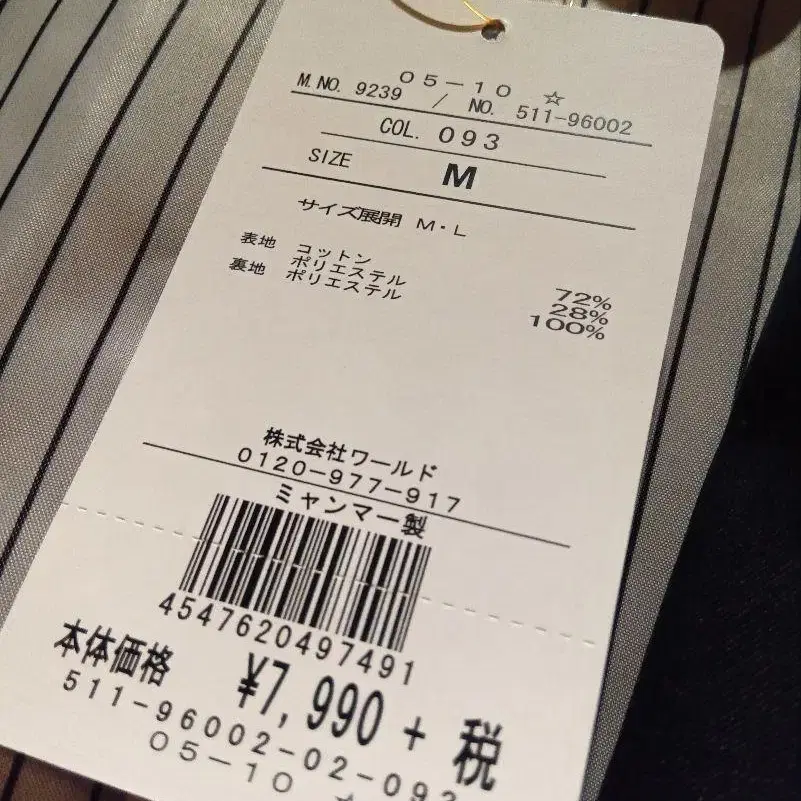 05-10 ☆
M.NO. 9239 / NO. 511-96002
COL. 093
SIZE M
サイズ展開 M・L
表地 コットン 72%
ポリエステル 28%
裏地 ポリエステル 100%
株式会社ワールド
0120-977-917
ミャンマー製
4547620497491
本体価格 ¥7,990 + 税
511-96002-02-093
05-10 ☆